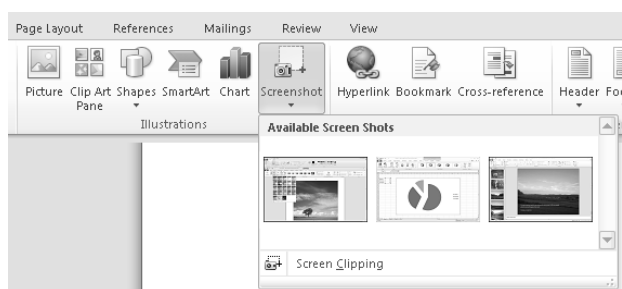 Page Layout References Mailings Review View
Picture Clip Art Shapes SmartArt Chart Screenshot Hyperlink Bookmark Cross-reference Header
Pane
Illustrations
Available Screen Shots
Screen Clipping